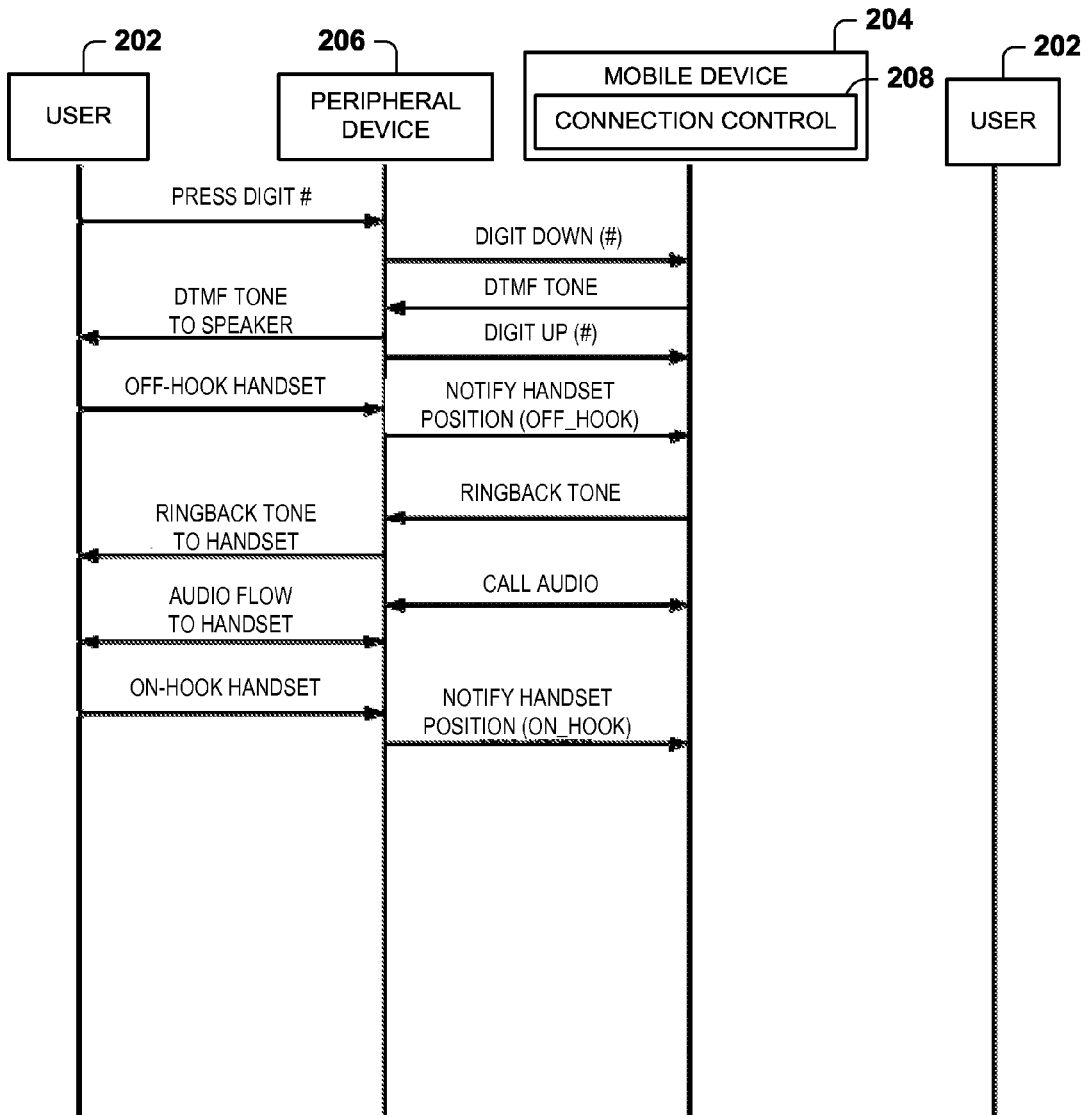 202
206
204
202
USER
PERIPHERAL
DEVICE
MOBILE DEVICE
208
CONNECTION CONTROL
USER
PRESS DIGIT #
DIGIT DOWN (#)
DTMF TONE
DTMF TONE
TO SPEAKER
DIGIT UP (#)
OFF-HOOK HANDSET
NOTIFY HANDSET
POSITION (OFF_HOOK)
RINGBACK TONE
RINGBACK TONE
TO HANDSET
CALL AUDIO
AUDIO FLOW
TO HANDSET
ON-HOOK HANDSET
NOTIFY HANDSET
POSITION (ON_HOOK)